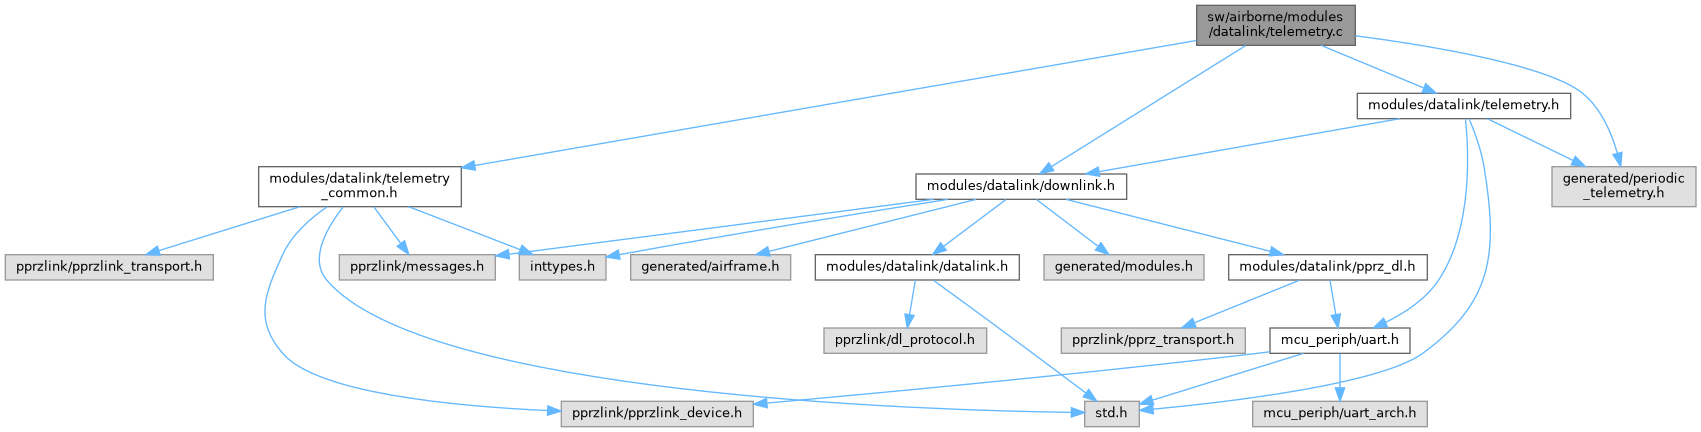 sw/airborne/modules
/datalink/telemetry.c
modules/datalink/telemetry.h
modules/datalink/telemetry
_common.h
modules/datalink/downlink.h
generated/periodic
_telemetry.h
pprzlink/pprzlink_transport.h
pprzlink/messages.h
inttypes.h
generated/airframe.h
modules/datalink/datalink.h
generated/modules.h
modules/datalink/pprz_dl.h
pprzlink/dl_protocol.h
pprzlink/pprz_transport.h
mcu_periph/uart.h
pprzlink/pprzlink_device.h
std.h
mcu_periph/uart_arch.h